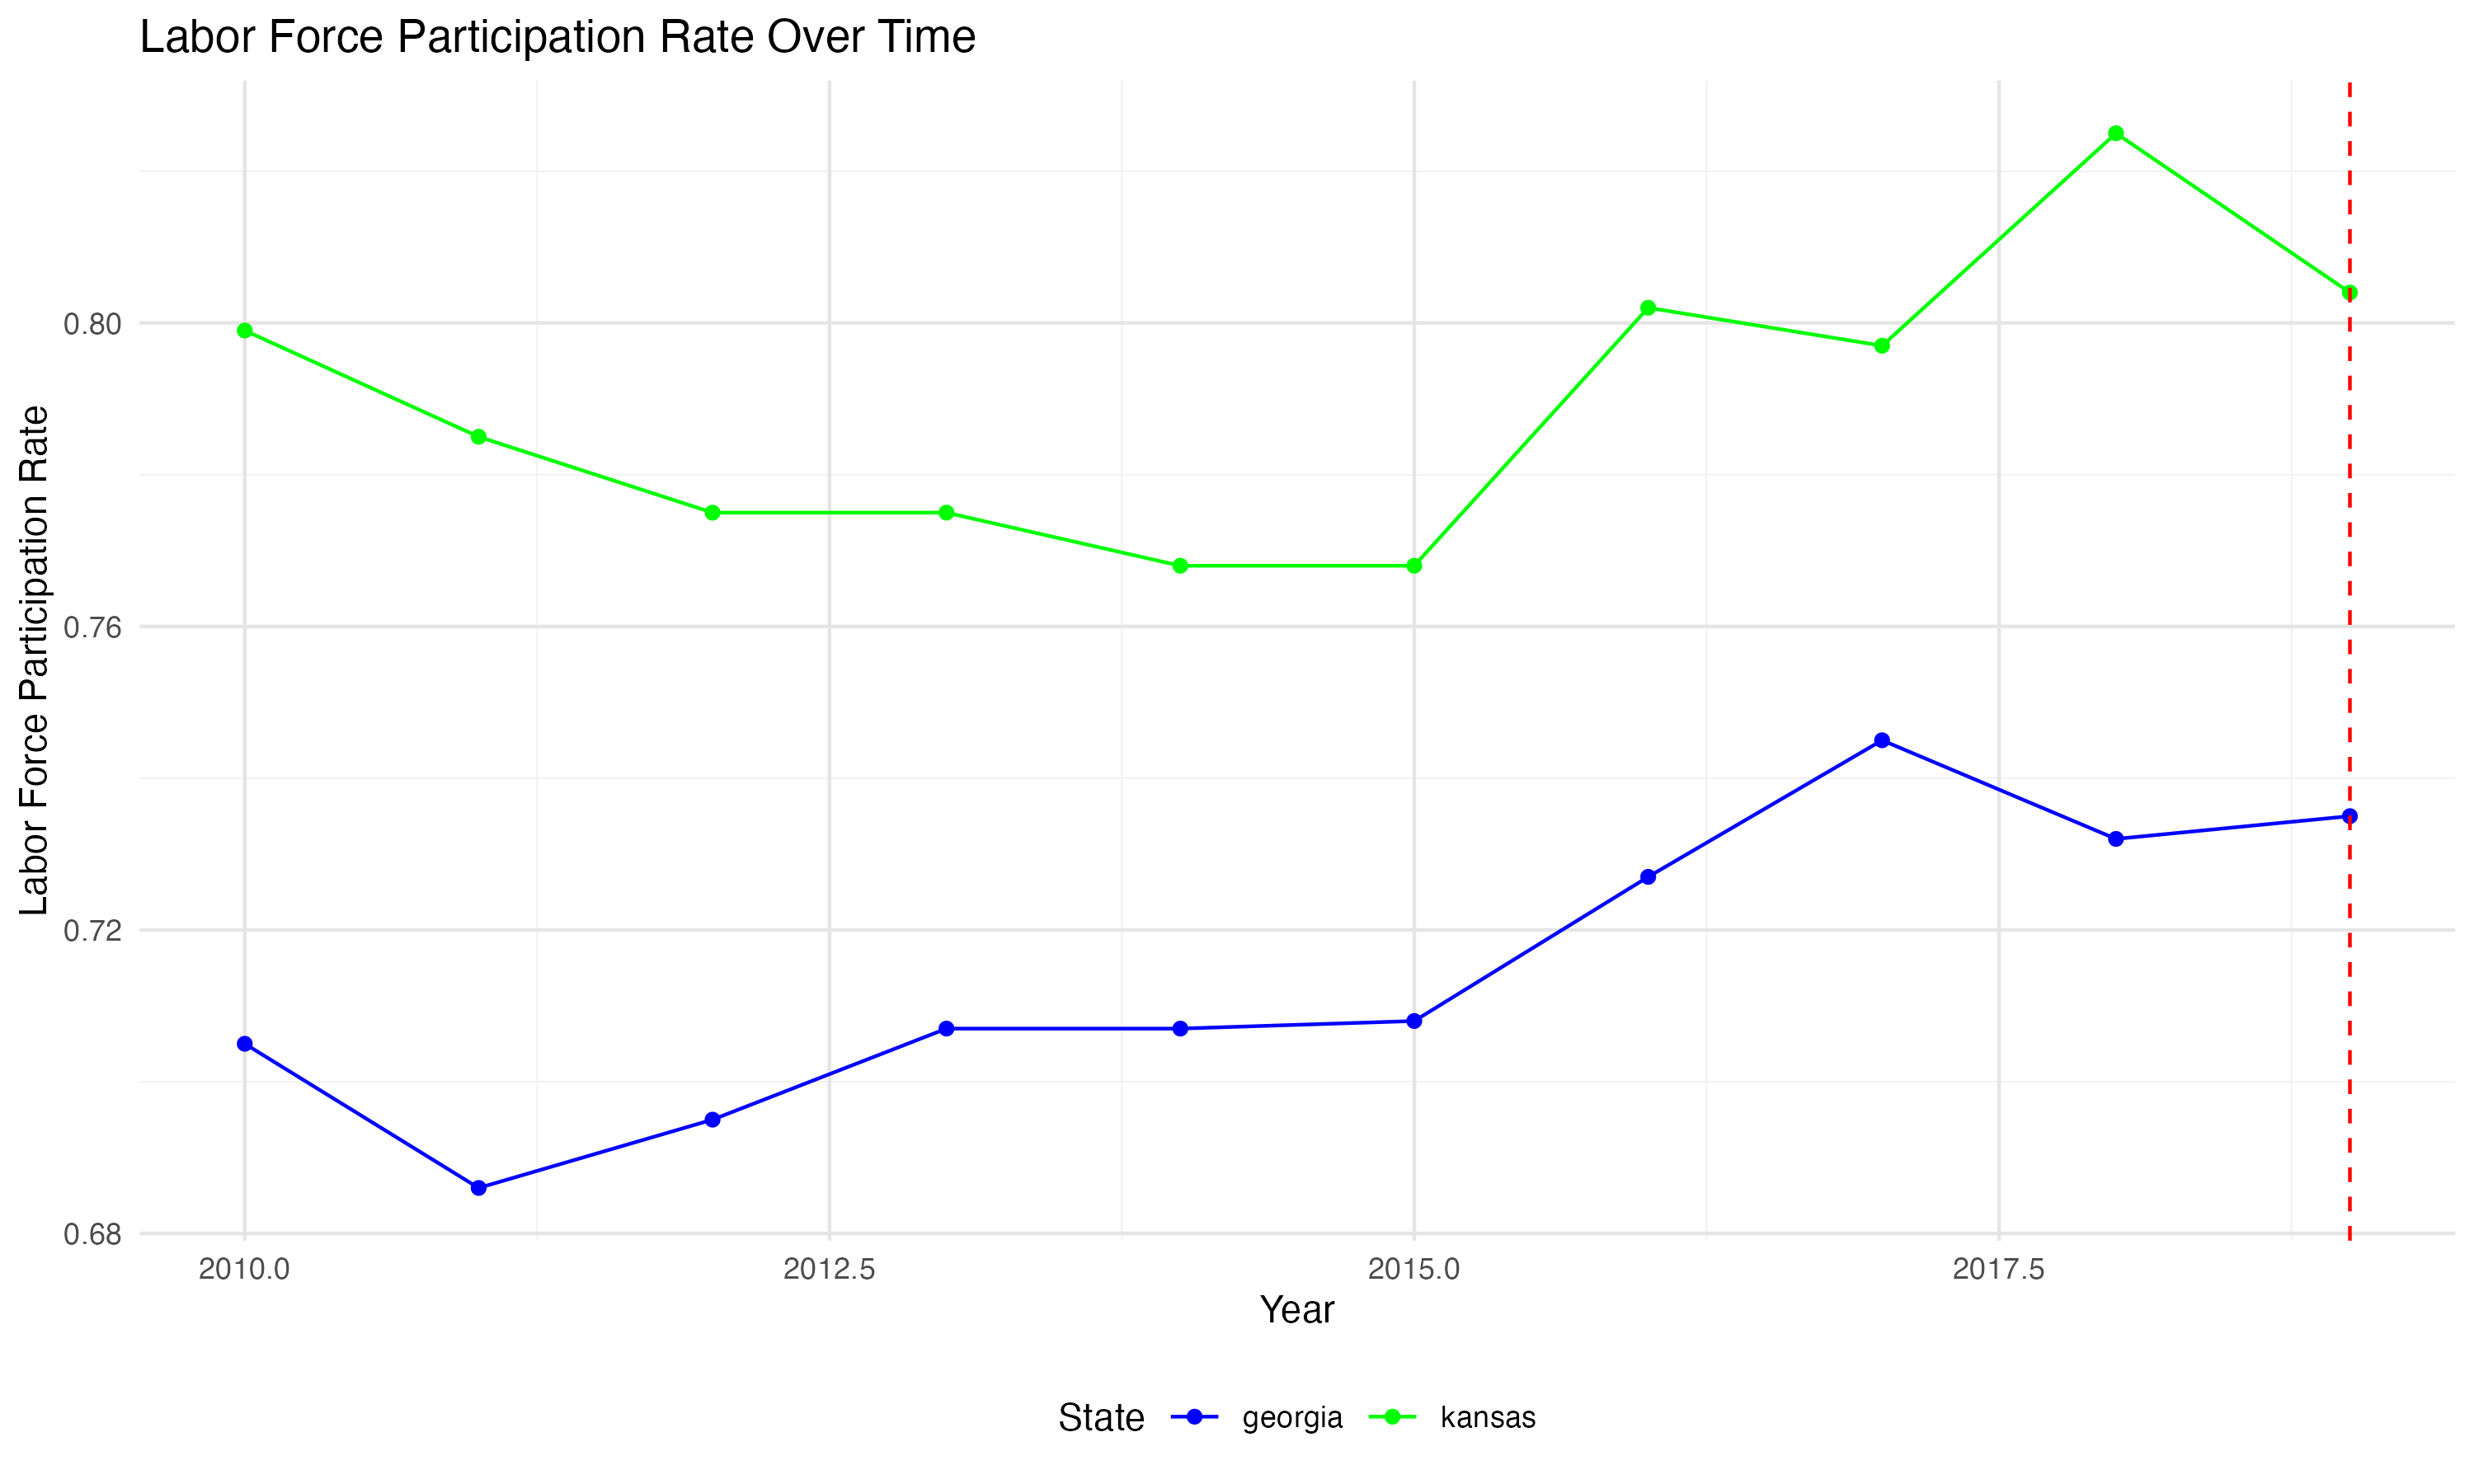 Labor Force Participation Rate Over Time
Labor Force Participation Rate
0.80
0.76
0.72
0.68
2010.0 2012.5 2015.0 2017.5
Year
State georgia kansas